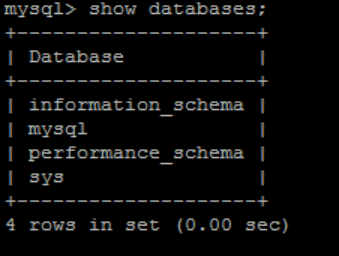 mysql> show databases;
+--------------------+
| Database           |
+--------------------+
| information_schema |
| mysql              |
| performance_schema |
| sys                |
+--------------------+
4 rows in set (0.00 sec)